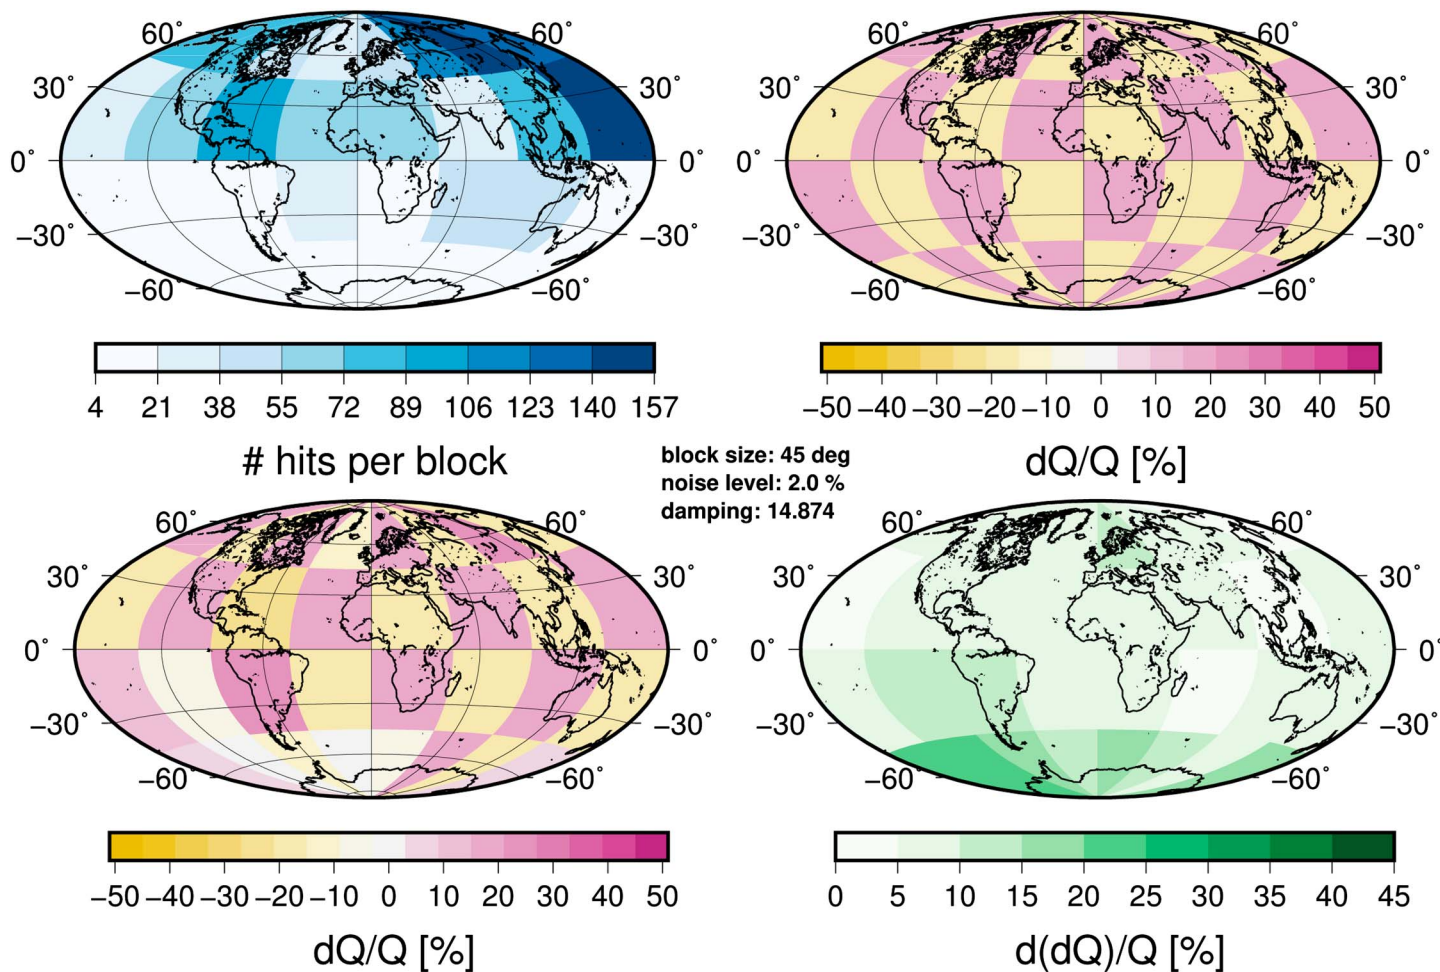 60° 60°
30° 30°
0° 0°
−30° −30°
−60° −60°
4 21 38 55 72 89 106 123 140 157
# hits per block
60° 60°
30° 30°
0° 0°
−30° −30°
−60° −60°
−50 −40 −30 −20 −10 0 10 20 30 40 50
dQ/Q [%]
block size: 45 deg
noise level: 2.0 %
damping: 14.874
60° 60°
30° 30°
0° 0°
−30° −30°
−60° −60°
−50 −40 −30 −20 −10 0 10 20 30 40 50
dQ/Q [%]
60° 60°
30° 30°
0° 0°
−30° −30°
−60° −60°
0 5 10 15 20 25 30 35 40 45
d(dQ)/Q [%]